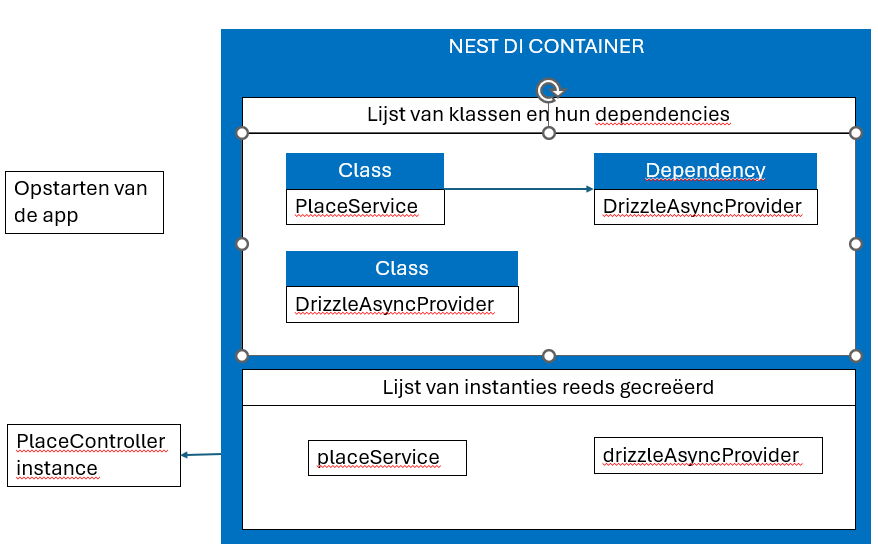 NEST DI CONTAINER
Lijst van klassen en hun dependencies
Class
Dependency
PlaceService
DrizzleAsyncProvider
Class
DrizzleAsyncProvider
Opstarten van
de app
Lijst van instanties reeds gecreëerd
PlaceController
instance
placeService
drizzleAsyncProvider